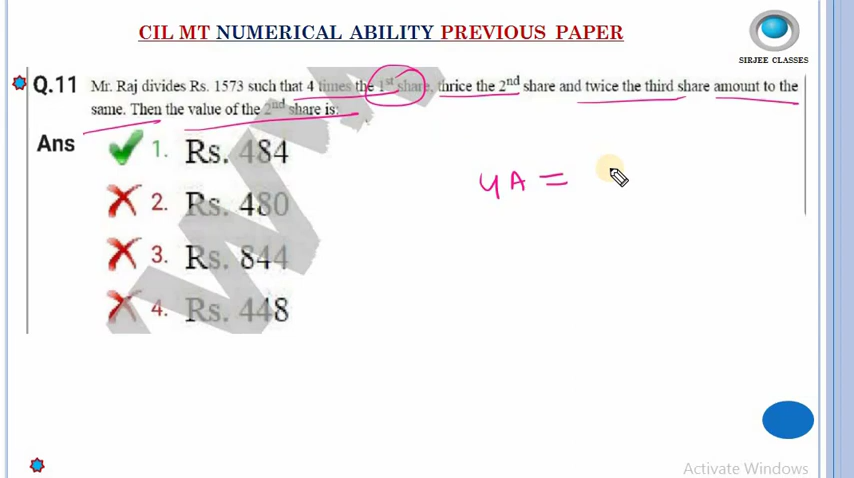 CIL MT NUMERICAL ABILITY PREVIOUS PAPER
SIRJEE CLASSES
Q.11 Mr. Raj divides Rs. 1573 such that 4 times the 1st share, thrice the 2nd share and twice the third share amount to the
same. Then the value of the 2nd share is:
Ans 1. Rs. 484
2. Rs. 480
3. Rs. 844
4. Rs. 448
4A =
Activate Windows